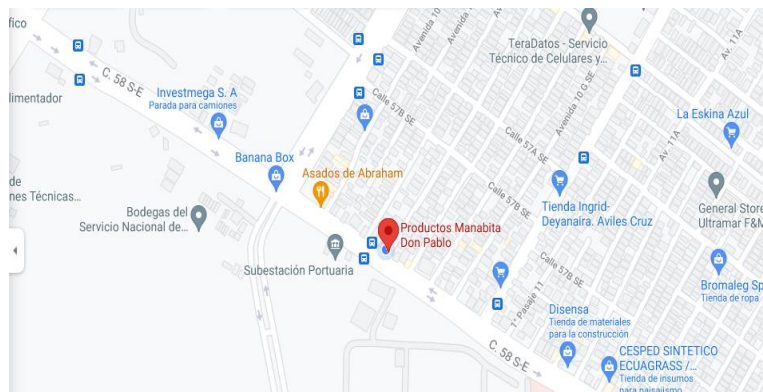 fico
C. 58 S-E
limentador
Investmega S. A
Parada para camiones
Banana Box
Asados de Abraham
de
nes Técnicas...
Bodegas del
Servicio Nacional de...
Subestación Portuaria
Productos Manabita
Don Pablo
Avenida 10
TeraDatos - Servicio
Técnico de Celulares y...
Av. 11A
Calle 57B SE
Calle 57A SE
Avenida 10 G SE
La Eskina Azul
Av. 11A
Calle 57B SE
Tienda Ingrid-
Deyanaira. Aviles Cruz
General Store
Ultramar F&M
Calle 57B SE
Bromaleg Sp
Tienda de ropa
1° Pasaje 11
Disensa
Tienda de materiales
para la construcción
C. 58 S-E
CESPED SINTETICO
ECUAGRASS /...
Tienda de insumos
para paisajismo